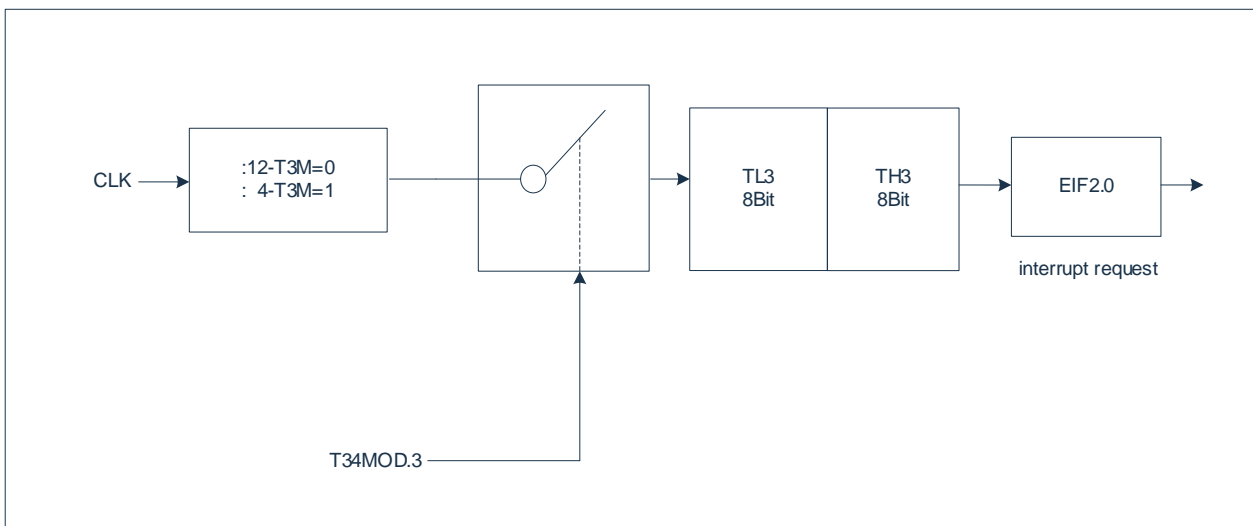 CLK
:12-T3M=0
: 4-T3M=1
TL3
8Bit
TH3
8Bit
EIF2.0
interrupt request
T34MOD.3